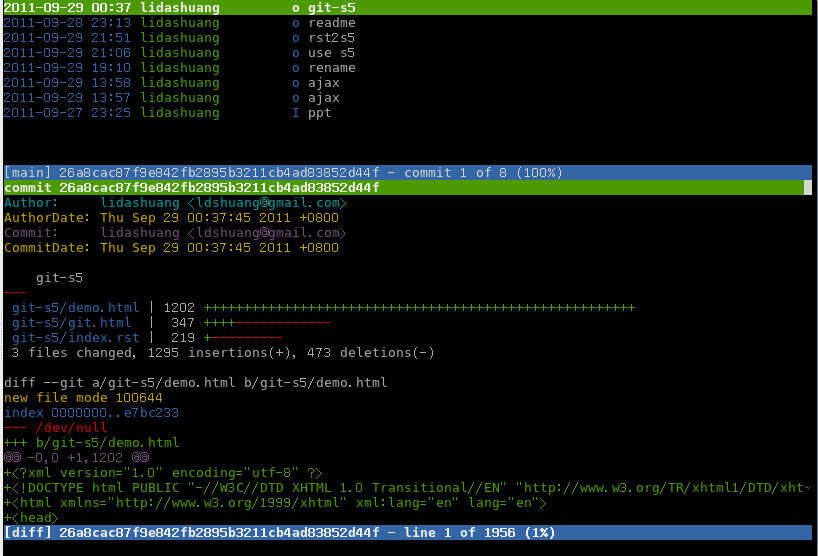 2011-09-29 00:37 lidashuang o git-s5
2011-09-28 23:13 lidashuang o readme
2011-09-29 21:51 lidashuang o rst2s5
2011-09-29 21:06 lidashuang o use s5
2011-09-29 19:10 lidashuang o rename
2011-09-29 13:58 lidashuang o ajax
2011-09-29 13:57 lidashuang o ajax
2011-09-27 23:25 lidashuang I ppt
[main] 26a8cac87f9e842fb2895b3211cb4ad83852d44f - commit 1 of 8 (100%)
commit 26a8cac87f9e842fb2895b3211cb4ad83852d44f
Author: lidashuang <ldshuang@gmail.com>
AuthorDate: Thu Sep 29 00:37:45 2011 +0800
Commit: lidashuang <ldshuang@gmail.com>
CommitDate: Thu Sep 29 00:37:45 2011 +0800
git-s5
---
git-s5/demo.html | 1202 ++++++++++++++++++++++++++++++++++++++++++++++++++++++
git-s5/git.html | 347 ++++------------
git-s5/index.rst | 219 +---------
3 files changed, 1295 insertions(+), 473 deletions(-)
diff --git a/git-s5/demo.html b/git-s5/demo.html
new file mode 100644
index 0000000..e7bc233
--- /dev/null
+++ b/git-s5/demo.html
@@ -0,0 +1,1202 @@
+<?xml version="1.0" encoding="utf-8" ?>
+<!DOCTYPE html PUBLIC "-//W3C//DTD XHTML 1.0 Transitional//EN" "http://www.w3.org/TR/xhtml1/DTD/xht~
+<html xmlns="http://www.w3.org/1999/xhtml" xml:lang="en" lang="en">
+<head>
[diff] 26a8cac87f9e842fb2895b3211cb4ad83852d44f - line 1 of 1956 (1%)